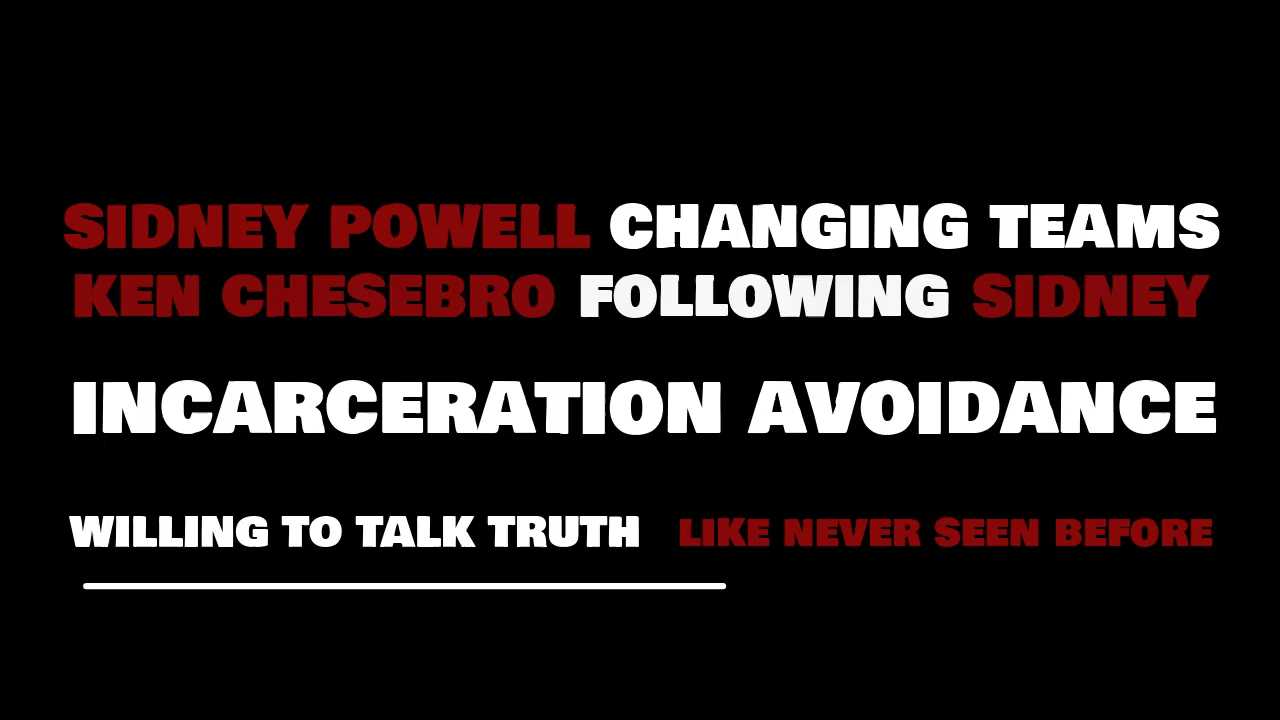 SIDNEY POWELL CHANGING TEAMS
KEN CHESEBRO FOLLOWING SIDNEY
INCARCERATION AVOIDANCE
WILLING TO TALK TRUTH LIKE NEVER SEEN BEFORE